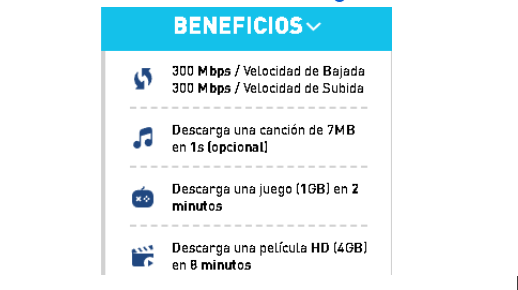 BENEFICIOS
300 Mbps / Velocidad de Bajada
300 Mbps / Velocidad de Subida
Descarga una canción de 7MB
en 1s (opcional)
Descarga una juego (1GB) en 2
minutos
Descarga una película HD (4GB)
en 8 minutos